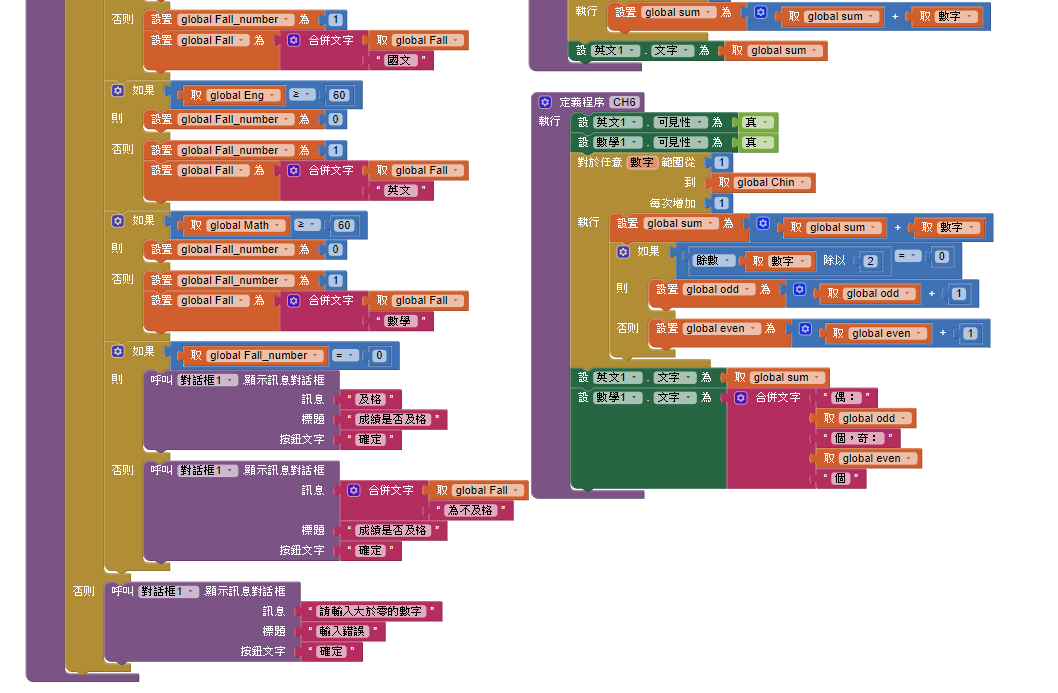 否則 設置 global Fall_number 為 1
設置 global Fall 為 合併文字 取 global Fall
" 國文 "
如果 取 global Eng ≥ 60
則 設置 global Fall_number 為 0
否則 設置 global Fall_number 為 1
設置 global Fall 為 合併文字 取 global Fall
" 英文 "
如果 取 global Math ≥ 60
則 設置 global Fall_number 為 0
否則 設置 global Fall_number 為 1
設置 global Fall 為 合併文字 取 global Fall
" 數學 "
如果 取 global Fall_number = 0
則 呼叫 對話框1 .顯示訊息對話框
訊息 " 及格 "
標題 " 成績是否及格 "
按鈕文字 " 確定 "
否則 呼叫 對話框1 .顯示訊息對話框
訊息 合併文字 取 global Fall
" 為不及格 "
標題 " 成績是否及格 "
按鈕文字 " 確定 "
否則 呼叫 對話框1 .顯示訊息對話框
訊息 " 請輸入大於零的數字 "
標題 " 輸入錯誤 "
按鈕文字 " 確定 "
執行 設置 global sum 為 取 global sum + 取 數字
設 英文1 . 文字 為 取 global sum
定義程序 CH6
執行 設 英文1 . 可見性 為 真
設 數學1 . 可見性 為 真
對於任意 數字 範圍從 1
到 取 global Chin
每次增加 1
執行 設置 global sum 為 取 global sum + 取 數字
如果 餘數 取 數字 除以 2 = 0
則 設置 global odd 為 取 global odd + 1
否則 設置 global even 為 取 global even + 1
設 英文1 . 文字 為 取 global sum
設 數學1 . 文字 為 合併文字 " 偶： "
取 global odd
" 個，奇： "
取 global even
" 個 "